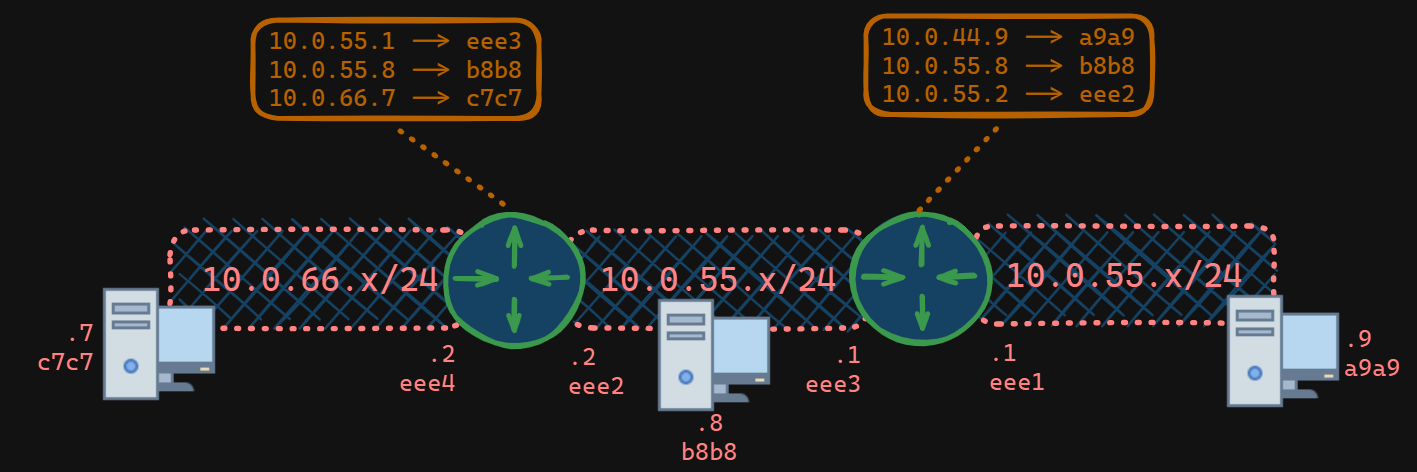 10.0.55.1 → eee3
10.0.55.8 → b8b8
10.0.66.7 → c7c7
10.0.44.9 → a9a9
10.0.55.8 → b8b8
10.0.55.2 → eee2
10.0.66.x/24
10.0.55.x/24
10.0.55.x/24
.7
c7c7
.2
eee4
.2
eee2
.8
b8b8
.1
eee3
.1
eee1
.9
a9a9